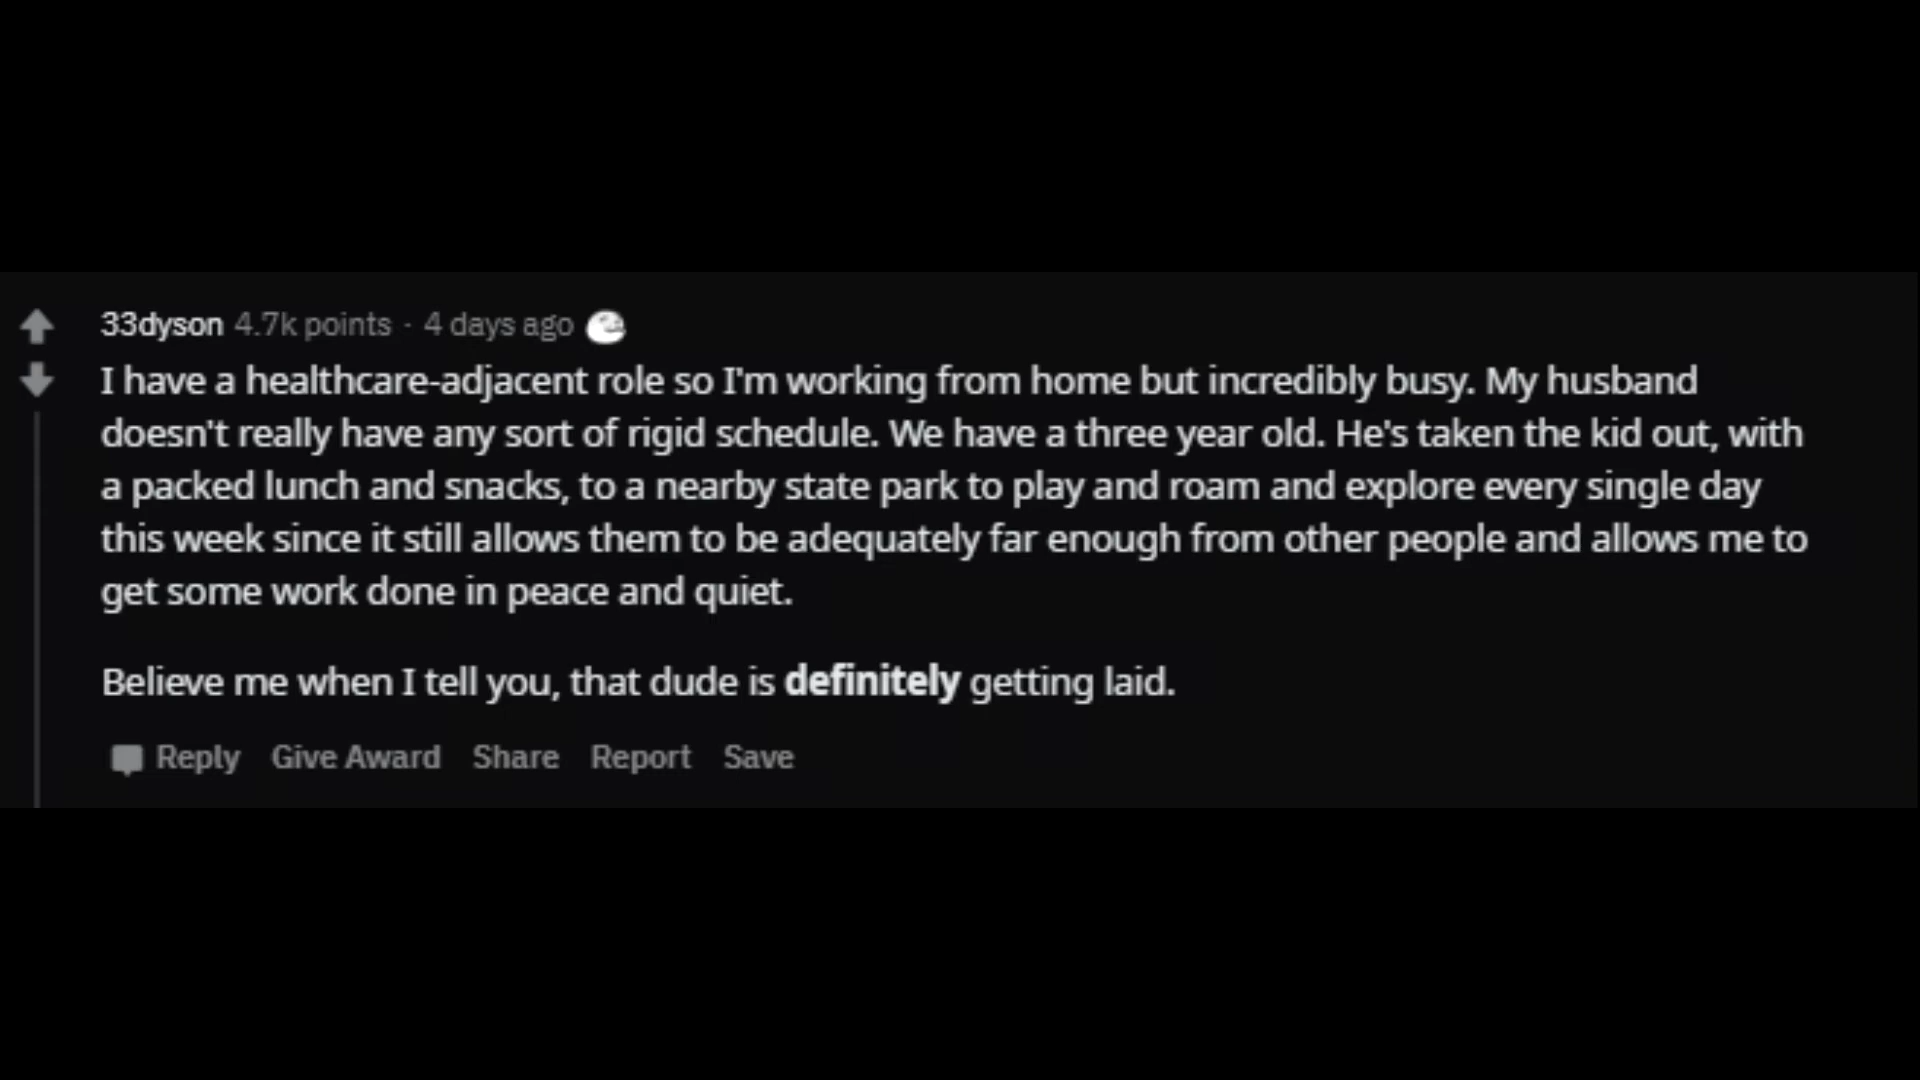 33dyson 4.7k points · 4 days ago
I have a healthcare-adjacent role so I'm working from home but incredibly busy. My husband
doesn't really have any sort of rigid schedule. We have a three year old. He's taken the kid out, with
a packed lunch and snacks, to a nearby state park to play and roam and explore every single day
this week since it still allows them to be adequately far enough from other people and allows me to
get some work done in peace and quiet.
Believe me when I tell you, that dude is definitely getting laid.
Reply Give Award Share Report Save